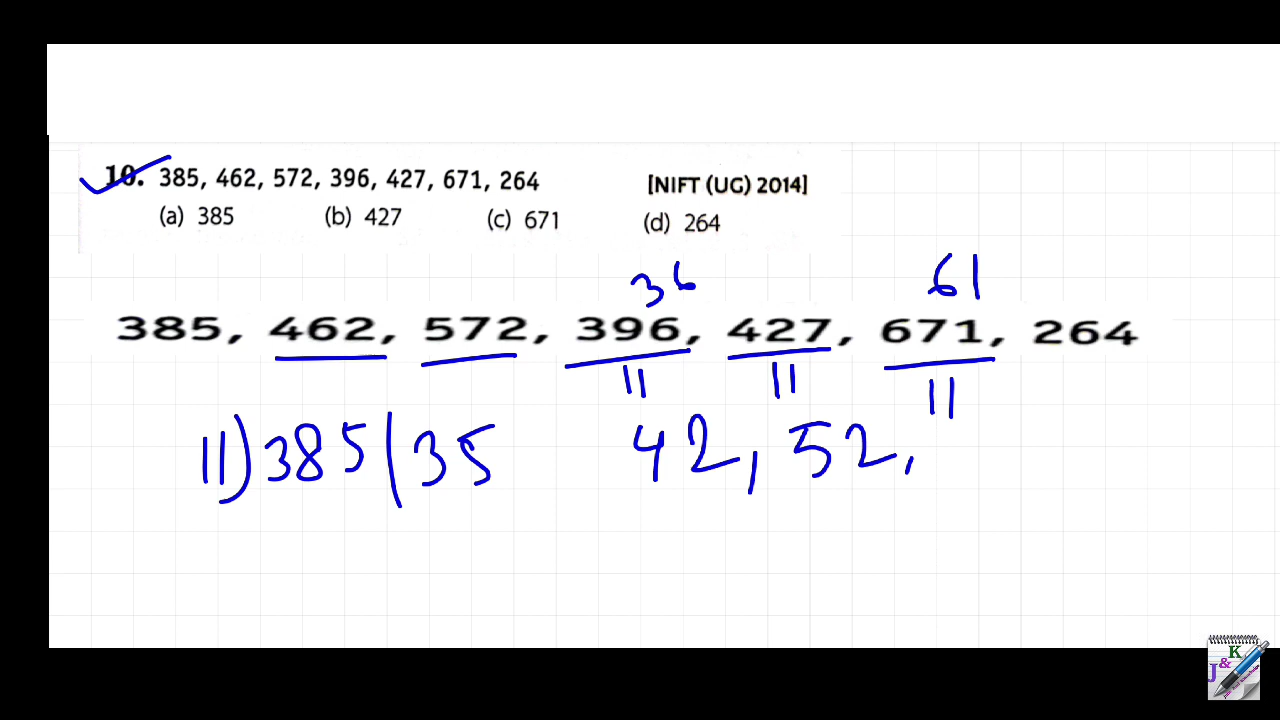 10. 385, 462, 572, 396, 427, 671, 264 [NIFT (UG) 2014]
(a) 385 (b) 427 (c) 671 (d) 264
36 61
385, 462, 572, 396, 427, 671, 264
11 11 11
11)385(35 42, 52,
J&K